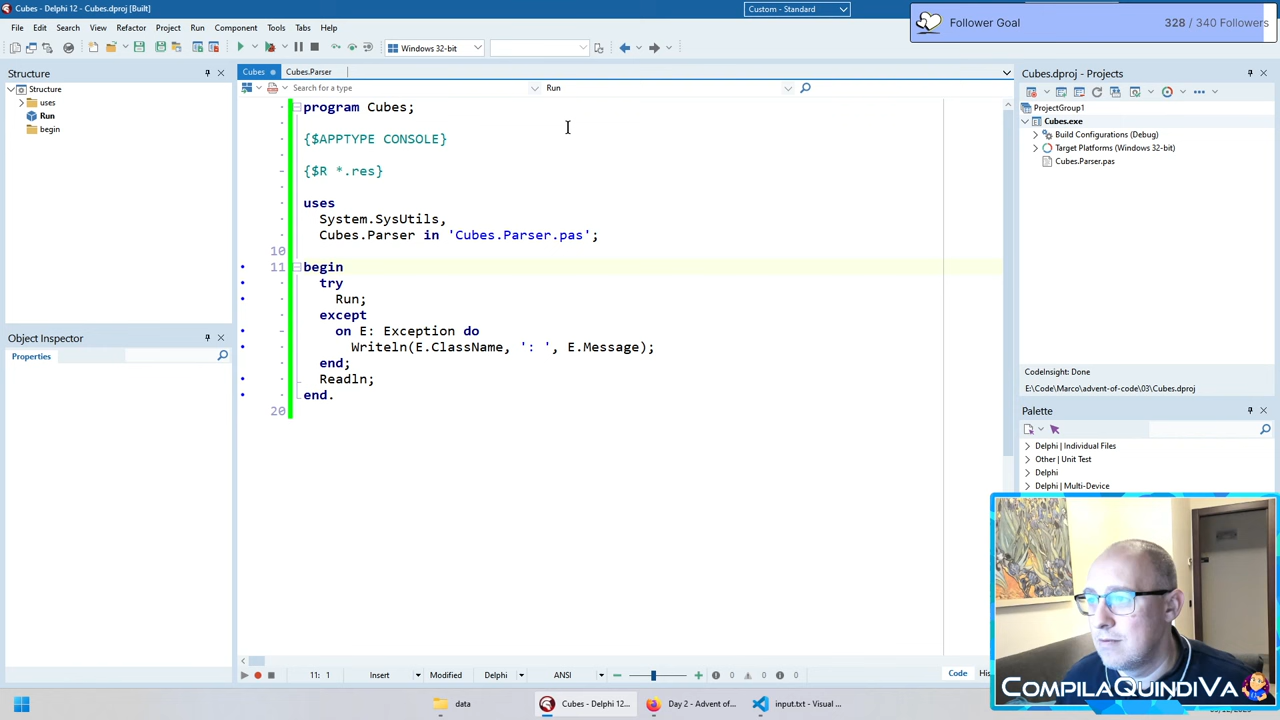 Cubes - Delphi 12 - Cubes.dproj [Built]
Custom - Standard
Follower Goal
328 / 340 Followers
File Edit Search View Refactor Project Run Component Tools Tabs Help
Windows 32-bit
Structure
Structure
uses
Run
begin
Object Inspector
Properties
Cubes
Cubes.Parser
Search for a type
Run
program Cubes;
{$APPTYPE CONSOLE}
{$R *.res}
uses
System.SysUtils,
Cubes.Parser in 'Cubes.Parser.pas';
10
11 begin
try
Run;
except
on E: Exception do
Writeln(E.ClassName, ': ', E.Message);
end;
Readln;
end.
20
11: 1
Insert
Modified
Delphi
ANSI
0
0
0
Code
His
Cubes.dproj - Projects
ProjectGroup1
Cubes.exe
Build Configurations (Debug)
Target Platforms (Windows 32-bit)
Cubes.Parser.pas
CodeInsight: Done
E:\Code\Marco\advent-of-code\03\Cubes.dproj
Palette
Delphi | Individual Files
Other | Unit Test
Delphi
Delphi | Multi-Device
COMPILAQUINDIVA
data
Cubes - Delphi 12...
Day 2 - Advent of...
input.txt - Visual ...